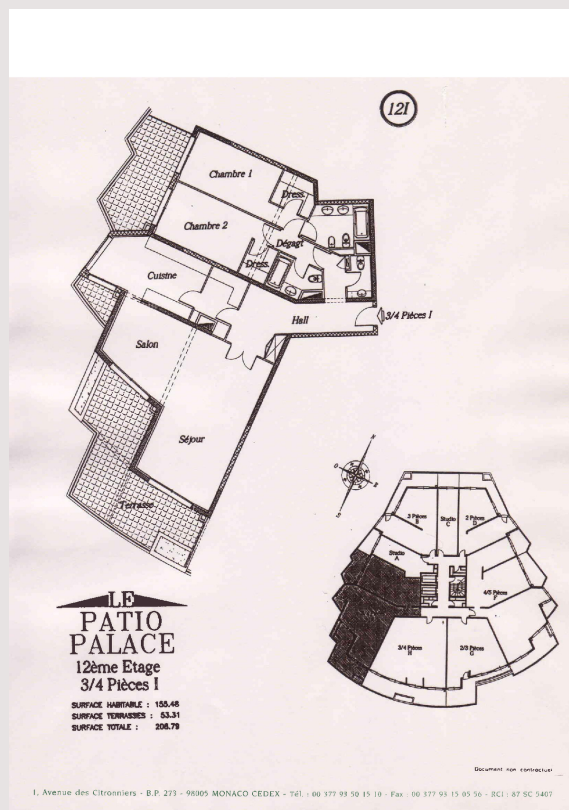 12I
Chambre 1
Dress.
Chambre 2
Dégagt
Dress.
Cuisine
Hall
3/4 Pièces I
Salon
Séjour
Terrasse
N
S
3 Pièces
B
Studio
C
2 Pièces
D
Studio
A
4/5 Pièces
F
3/4 Pièces
H
2/3 Pièces
G
LE
PATIO
PALACE
12ème Etage
3/4 Pièces I
SURFACE HABITABLE : 155.48
SURFACE TERRASSES : 53.31
SURFACE TOTALE : 208.79
Document non contractuel
1, Avenue des Citronniers - B.P. 273 - 98005 MONACO CEDEX - Tél. : 00 377 93 50 15 10 - Fax : 00 377 93 15 05 56 - RCI : 87 SC 5407